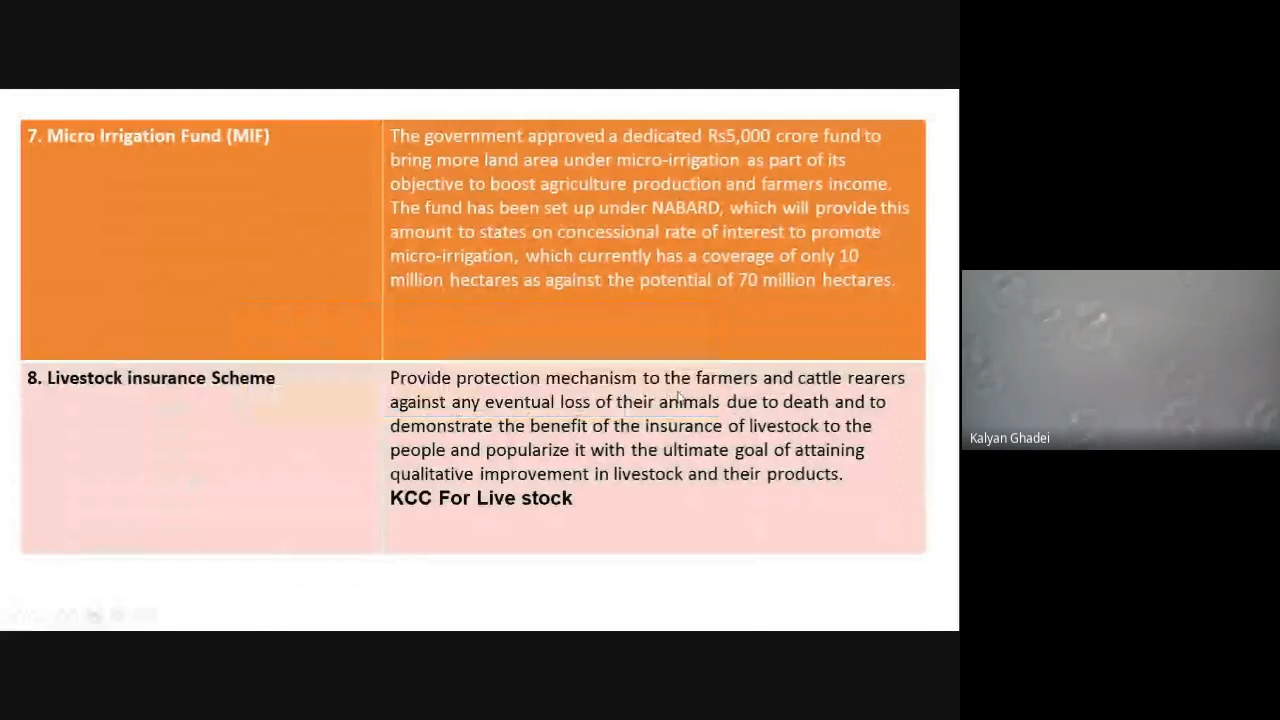 7. Micro Irrigation Fund (MIF)
The government approved a dedicated Rs5,000 crore fund to
bring more land area under micro-irrigation as part of its
objective to boost agriculture production and farmers income.
The fund has been set up under NABARD, which will provide this
amount to states on concessional rate of interest to promote
micro-irrigation, which currently has a coverage of only 10
million hectares as against the potential of 70 million hectares.
8. Livestock insurance Scheme
Provide protection mechanism to the farmers and cattle rearers
against any eventual loss of their animals due to death and to
demonstrate the benefit of the insurance of livestock to the
people and popularize it with the ultimate goal of attaining
qualitative improvement in livestock and their products.
KCC For Live stock
Kalyan Ghadei